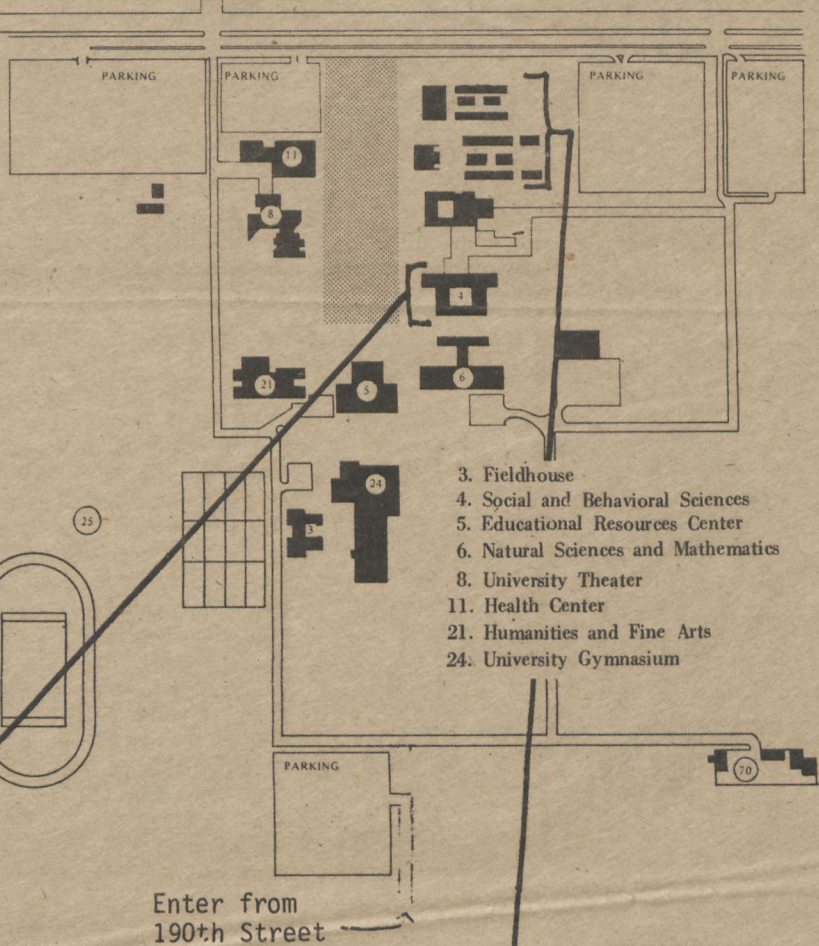 PARKING
PARKING
PARKING
PARKING
11
8
4
21
5
6
24
25
3
3. Fieldhouse
4. Social and Behavioral Sciences
5. Educational Resources Center
6. Natural Sciences and Mathematics
8. University Theater
11. Health Center
21. Humanities and Fine Arts
24. University Gymnasium
PARKING
70
Enter from
190th Street